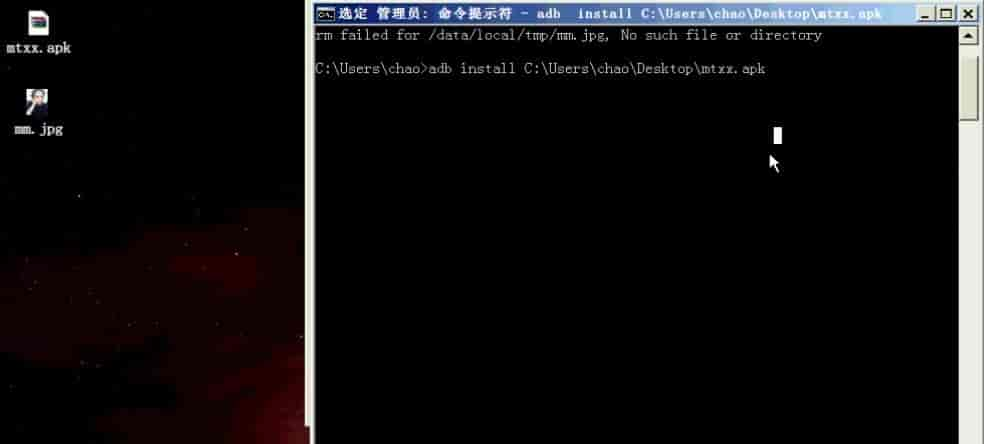 mtxx.apk
mm.jpg
选定 管理员: 命令提示符 - adb  install C:\Users\chao\Desktop\mtxx.apk
rm failed for /data/local/tmp/mm.jpg, No such file or directory
C:\Users\chao>adb install C:\Users\chao\Desktop\mtxx.apk